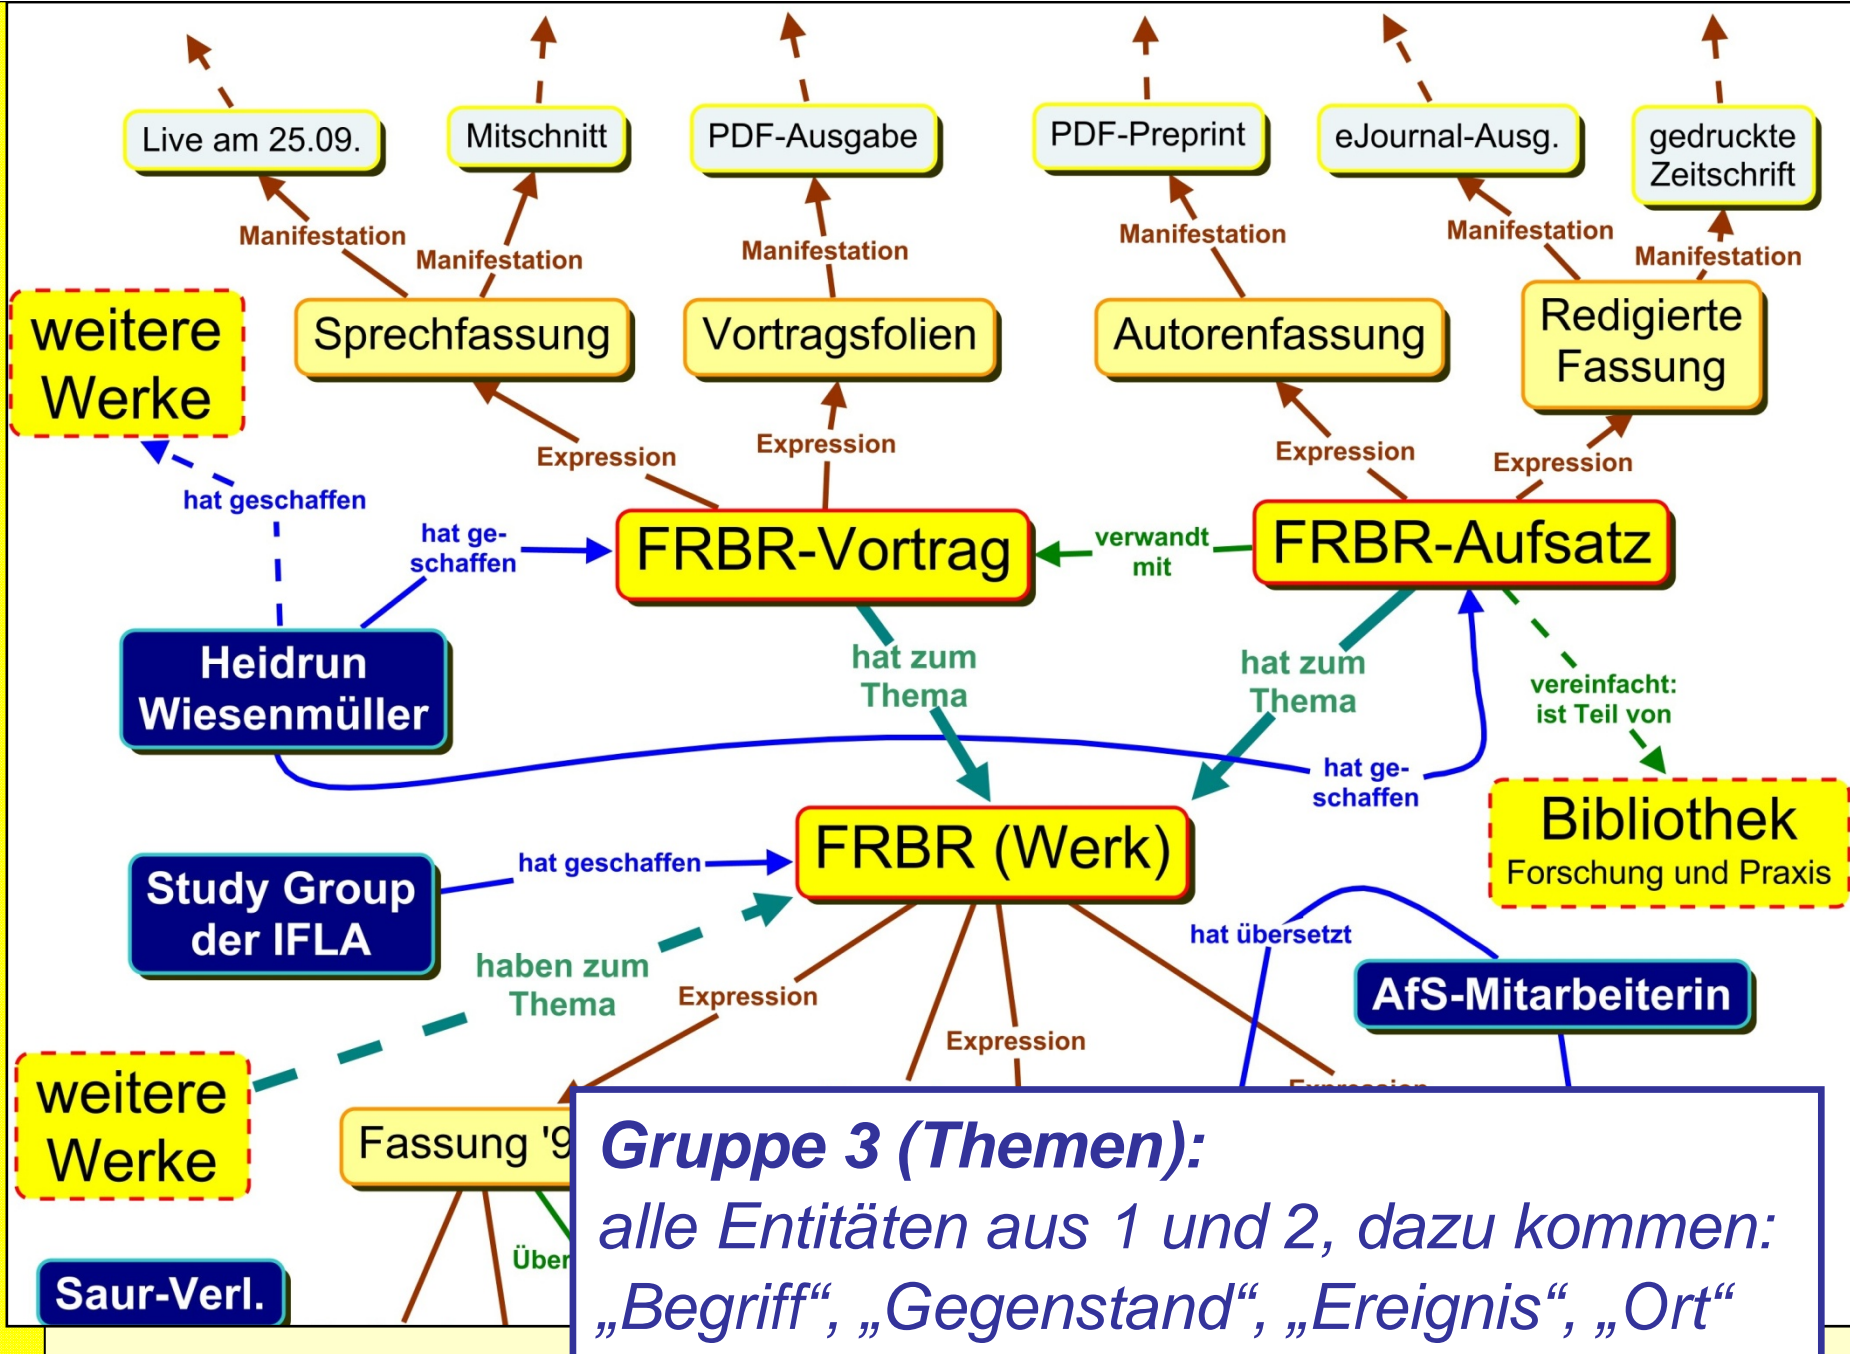 Live am 25.09.
Mitschnitt
PDF-Ausgabe
PDF-Preprint
eJournal-Ausg.
gedruckte
Zeitschrift
Manifestation
Manifestation
Manifestation
Manifestation
Manifestation
Manifestation
weitere
Werke
Sprechfassung
Vortragsfolien
Autorenfassung
Redigierte
Fassung
Expression
Expression
Expression
Expression
hat geschaffen
hat ge-
schaffen
FRBR-Vortrag
verwandt
mit
FRBR-Aufsatz
Heidrun
Wiesenmüller
hat zum
Thema
hat zum
Thema
vereinfacht:
ist Teil von
hat ge-
schaffen
Bibliothek
Forschung und Praxis
FRBR (Werk)
Study Group
der IFLA
hat geschaffen
haben zum
Thema
hat übersetzt
AfS-Mitarbeiterin
Expression
Expression
Expression
weitere
Werke
Fassung '9
Über
Saur-Verl.
Gruppe 3 (Themen):
alle Entitäten aus 1 und 2, dazu kommen:
„Begriff“, „Gegenstand“, „Ereignis“, „Ort“